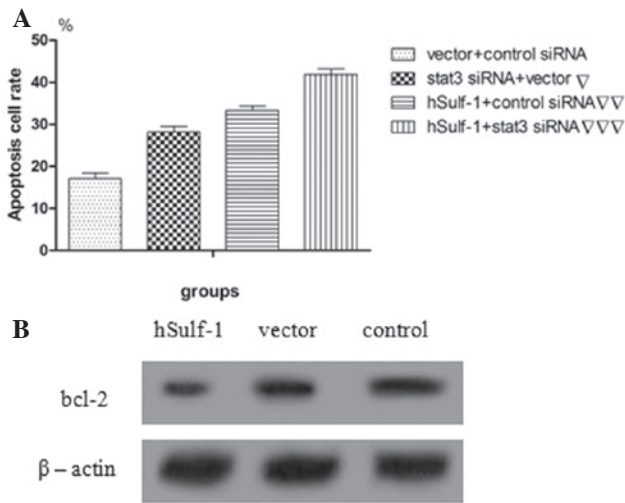 A
%
50
40
30
20
10
0
Apoptosis cell rate
groups
vector+control siRNA
stat3 siRNA+vector ▽
hSulf-1+control siRNA▽▽
hSulf-1+stat3 siRNA▽▽▽
B
hSulf-1 vector control
bcl-2
β – actin